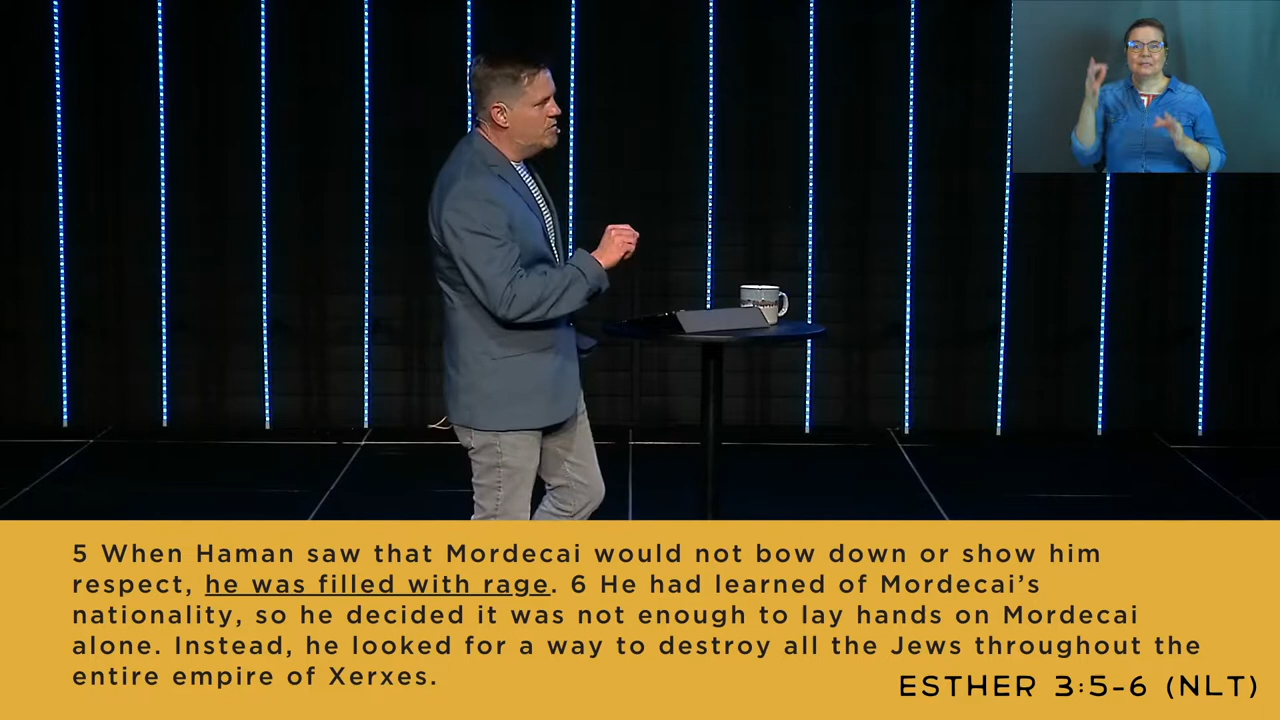 5 When Haman saw that Mordecai would not bow down or show him
respect, he was filled with rage. 6 He had learned of Mordecai’s
nationality, so he decided it was not enough to lay hands on Mordecai
alone. Instead, he looked for a way to destroy all the Jews throughout the
entire empire of Xerxes.
ESTHER 3:5-6 (NLT)